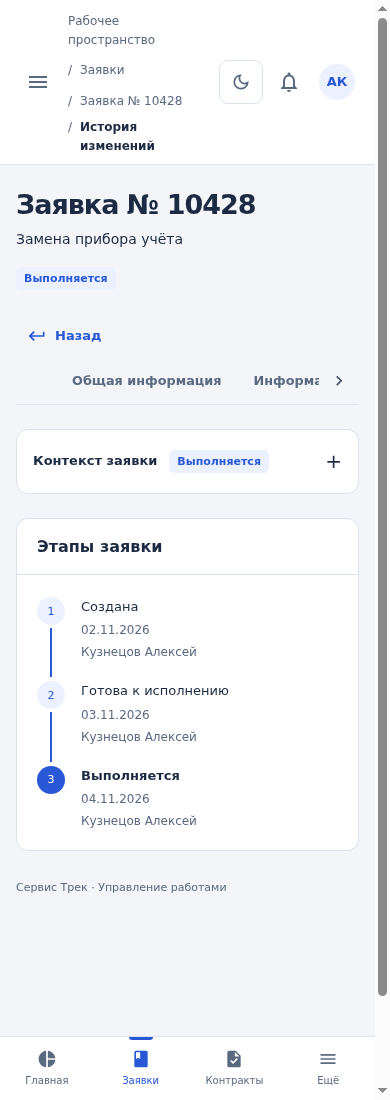 Рабочее
пространство
/ Заявки
/ Заявка № 10428
/ История
изменений
АК
Заявка № 10428
Замена прибора учёта
Выполняется
Назад
Общая информация
Информа
Контекст заявки Выполняется
Этапы заявки
1 Создана
02.11.2026
Кузнецов Алексей
2 Готова к исполнению
03.11.2026
Кузнецов Алексей
3 Выполняется
04.11.2026
Кузнецов Алексей
Сервис Трек · Управление работами
Главная Заявки Контракты Ещё